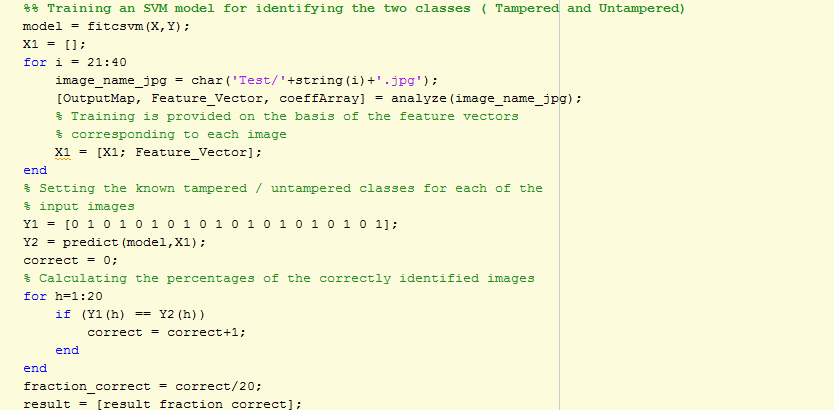 %% Training an SVM model for identifying the two classes ( Tampered and Untampered)
model = fitcsvm(X,Y);
X1 = [];
for i = 21:40
    image_name_jpg = char('Test/'+string(i)+'.jpg');
    [OutputMap, Feature_Vector, coeffArray] = analyze(image_name_jpg);
    % Training is provided on the basis of the feature vectors
    % corresponding to each image
    X1 = [X1; Feature_Vector];
end
% Setting the known tampered / untampered classes for each of the
% input images
Y1 = [0 1 0 1 0 1 0 1 0 1 0 1 0 1 0 1 0 1 0 1];
Y2 = predict(model,X1);
correct = 0;
% Calculating the percentages of the correctly identified images
for h=1:20
    if (Y1(h) == Y2(h))
        correct = correct+1;
    end
end
fraction_correct = correct/20;
result = [result fraction_correct];